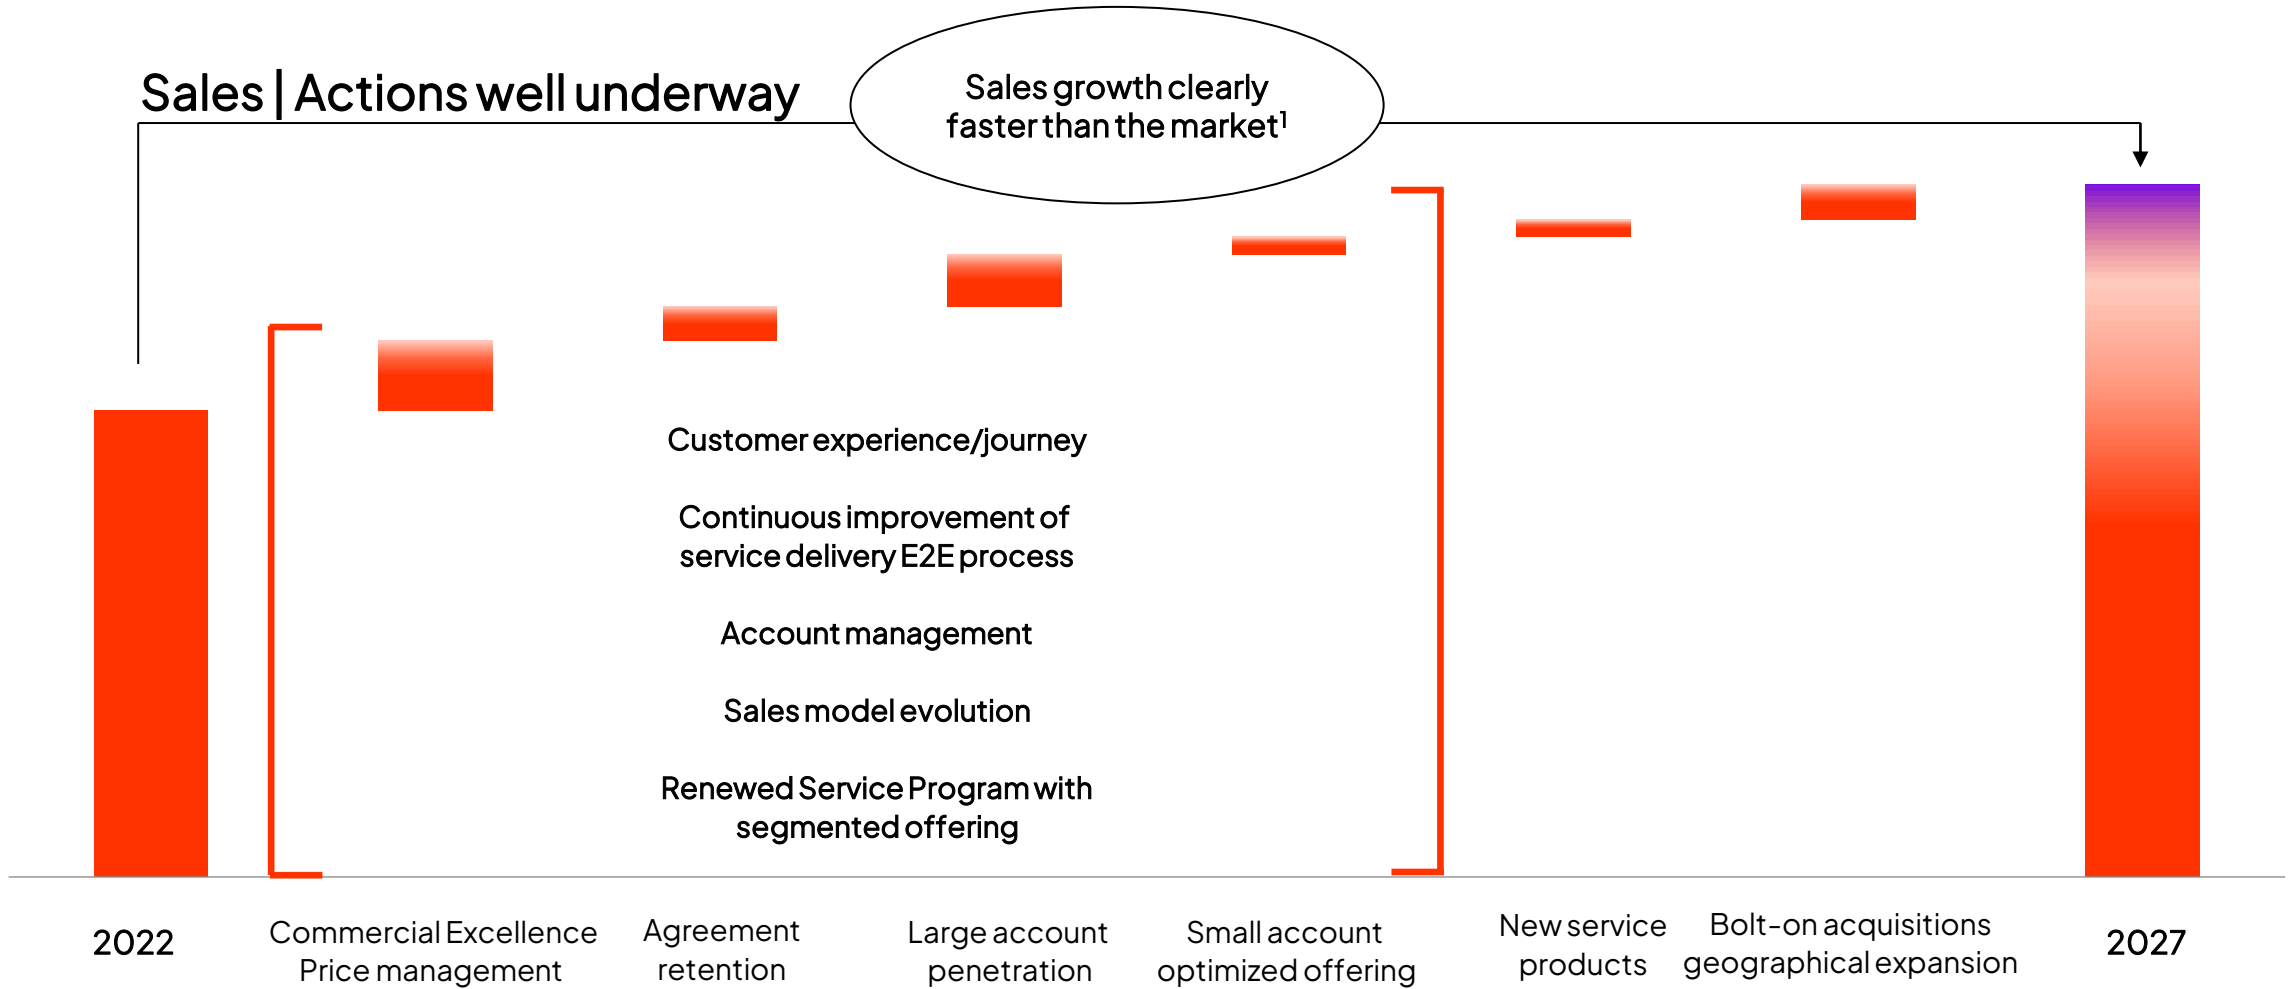 Sales | Actions well underway
Sales growth clearly
faster than the market¹
Customer experience/journey
Continuous improvement of
service delivery E2E process
Account management
Sales model evolution
Renewed Service Program with
segmented offering
2022
Commercial Excellence
Price management
Agreement
retention
Large account
penetration
Small account
optimized offering
New service
products
Bolt-on acquisitions
geographical expansion
2027